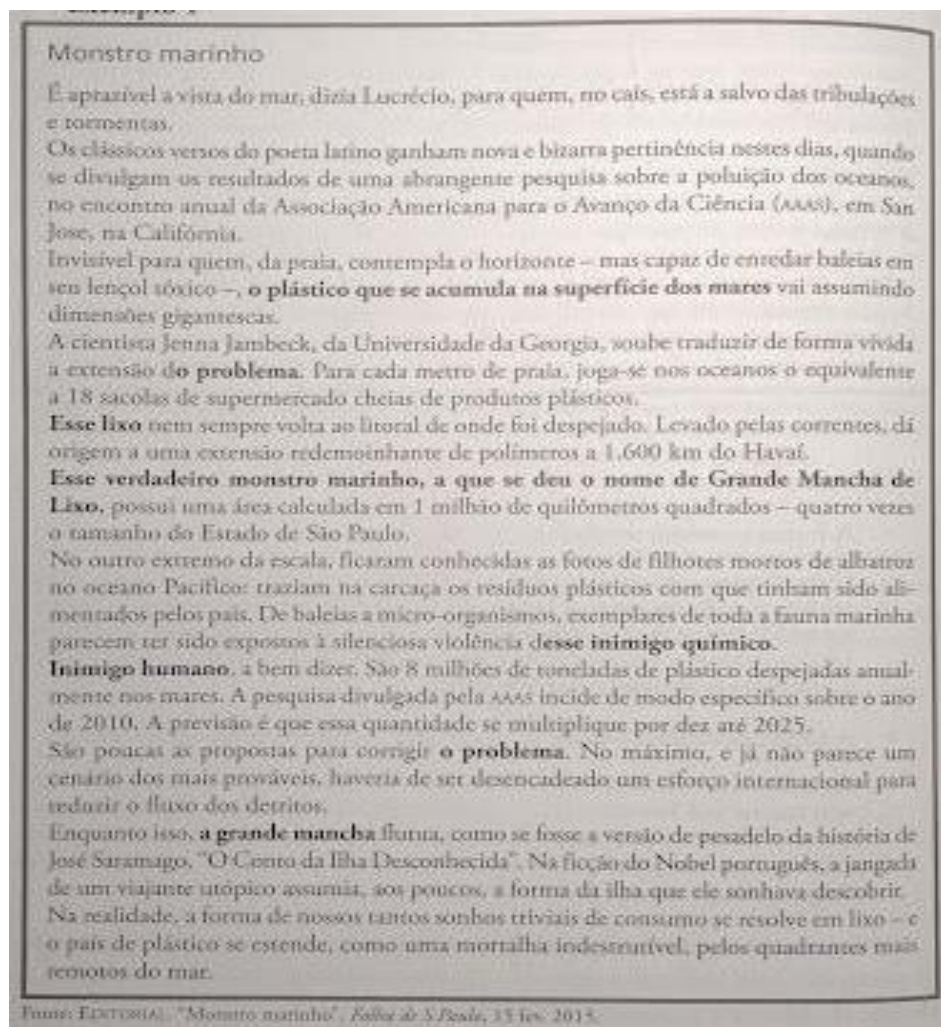 Exemplo 1
Monstro marinho
É aprazível a vista do mar, dizia Lucrécio, para quem, no cais, está a salvo das tribulações
e tormentas.
Os clássicos versos do poeta latino ganham nova e bizarra pertinência nestes dias, quando
se divulgam os resultados de uma abrangente pesquisa sobre a poluição dos oceanos,
no encontro anual da Associação Americana para o Avanço da Ciência (AAAS), em San
Jose, na Califórnia.
Invisível para quem, da praia, contempla o horizonte – mas capaz de enredar baleias em
seu lençol tóxico –, o plástico que se acumula na superfície dos mares vai assumindo
dimensões gigantescas.
A cientista Jenna Jambeck, da Universidade da Georgia, soube traduzir de forma vívida
a extensão do problema. Para cada metro de praia, joga-se nos oceanos o equivalente
a 18 sacolas de supermercado cheias de produtos plásticos.
Esse lixo nem sempre volta ao litoral de onde foi despejado. Levado pelas correntes, dá
origem a uma extensão redemoinhante de polímeros a 1.600 km do Havaí.
Esse verdadeiro monstro marinho, a que se deu o nome de Grande Mancha de
Lixo, possui uma área calculada em 1 milhão de quilômetros quadrados – quatro vezes
o tamanho do Estado de São Paulo.
No outro extremo da escala, ficaram conhecidas as fotos de filhotes mortos de albatroz
no oceano Pacífico: traziam na carcaça os resíduos plásticos com que tinham sido ali-
mentados pelos pais. De baleias a micro-organismos, exemplares de toda a fauna marinha
parecem ter sido expostos à silenciosa violência desse inimigo químico.
Inimigo humano, a bem dizer. São 8 milhões de toneladas de plástico despejadas anual-
mente nos mares. A pesquisa divulgada pela AAAS incide de modo específico sobre o ano
de 2010. A previsão é que essa quantidade se multiplique por dez até 2025.
São poucas as propostas para corrigir o problema. No máximo, e já não parece um
cenário dos mais prováveis, haveria de ser desencadeado um esforço internacional para
reduzir o fluxo dos detritos.
Enquanto isso, a grande mancha flutua, como se fosse a versão de pesadelo da história de
José Saramago, "O Conto da Ilha Desconhecida". Na ficção do Nobel português, a jangada
de um viajante utópico assumia, aos poucos, a forma da ilha que ele sonhava descobrir.
Na realidade, a forma de nossos tantos sonhos triviais de consumo se resolve em lixo – e
o país de plástico se estende, como uma mortalha indestrutível, pelos quadrantes mais
remotos do mar.
Fonte: EDITORIAL. "Monstro marinho". Folha de S.Paulo, 15 fev. 2015.